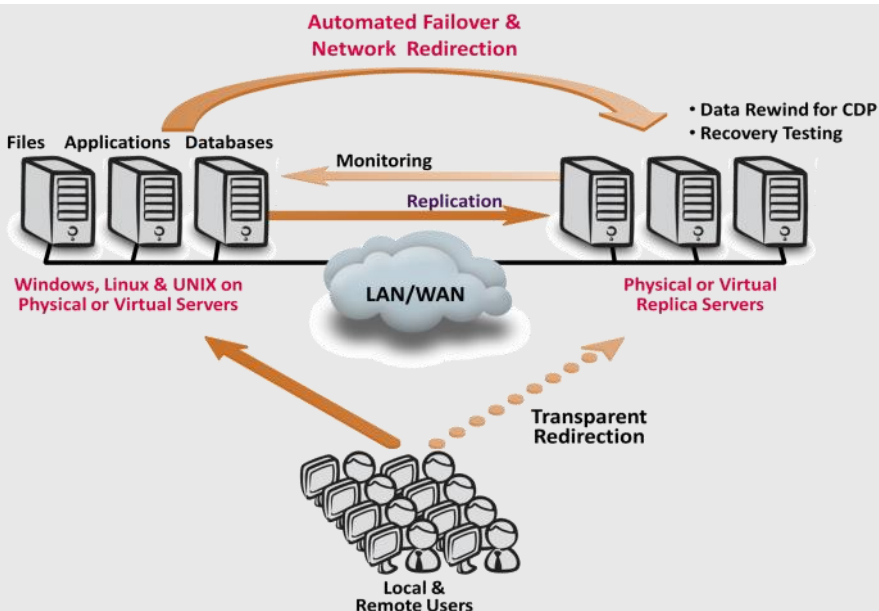 Automated Failover &
Network Redirection
• Data Rewind for CDP
• Recovery Testing
Files Applications Databases
Monitoring
Replication
Windows, Linux & UNIX on
Physical or Virtual Servers
LAN/WAN
Physical or Virtual
Replica Servers
Transparent
Redirection
Local &
Remote Users